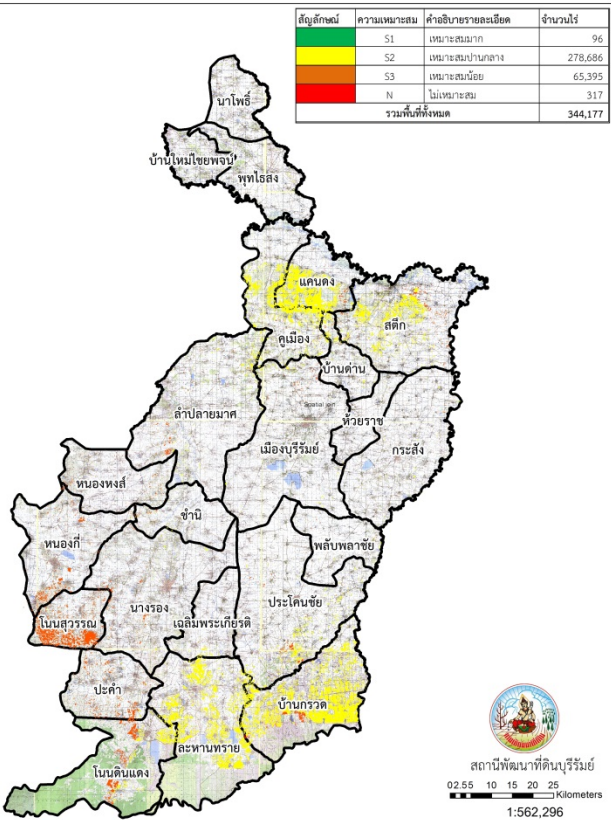 สัญลักษณ์ ความเหมาะสม คำอธิบายรายละเอียด จำนวนไร่
S1 เหมาะสมมาก 96
S2 เหมาะสมปานกลาง 278,686
S3 เหมาะสมน้อย 65,395
N ไม่เหมาะสม 317
รวมพื้นที่ทั้งหมด 344,177
นาโพธิ์
บ้านใหม่ไชยพจน์
พุทไธสง
แคนดง
สตึก
คูเมือง
บ้านด่าน
ลำปลายมาศ
ห้วยราช
เมืองบุรีรัมย์
กระสัง
หนองหงส์
ชำนิ
หนองกี่
พลับพลาชัย
นางรอง
ประโคนชัย
โนนสุวรรณ
เฉลิมพระเกียรติ
ปะคำ
บ้านกรวด
ละหานทราย
โนนดินแดง
สถานีพัฒนาที่ดินบุรีรัมย์
02.55 10 15 20 25
Kilometers
1:562,296